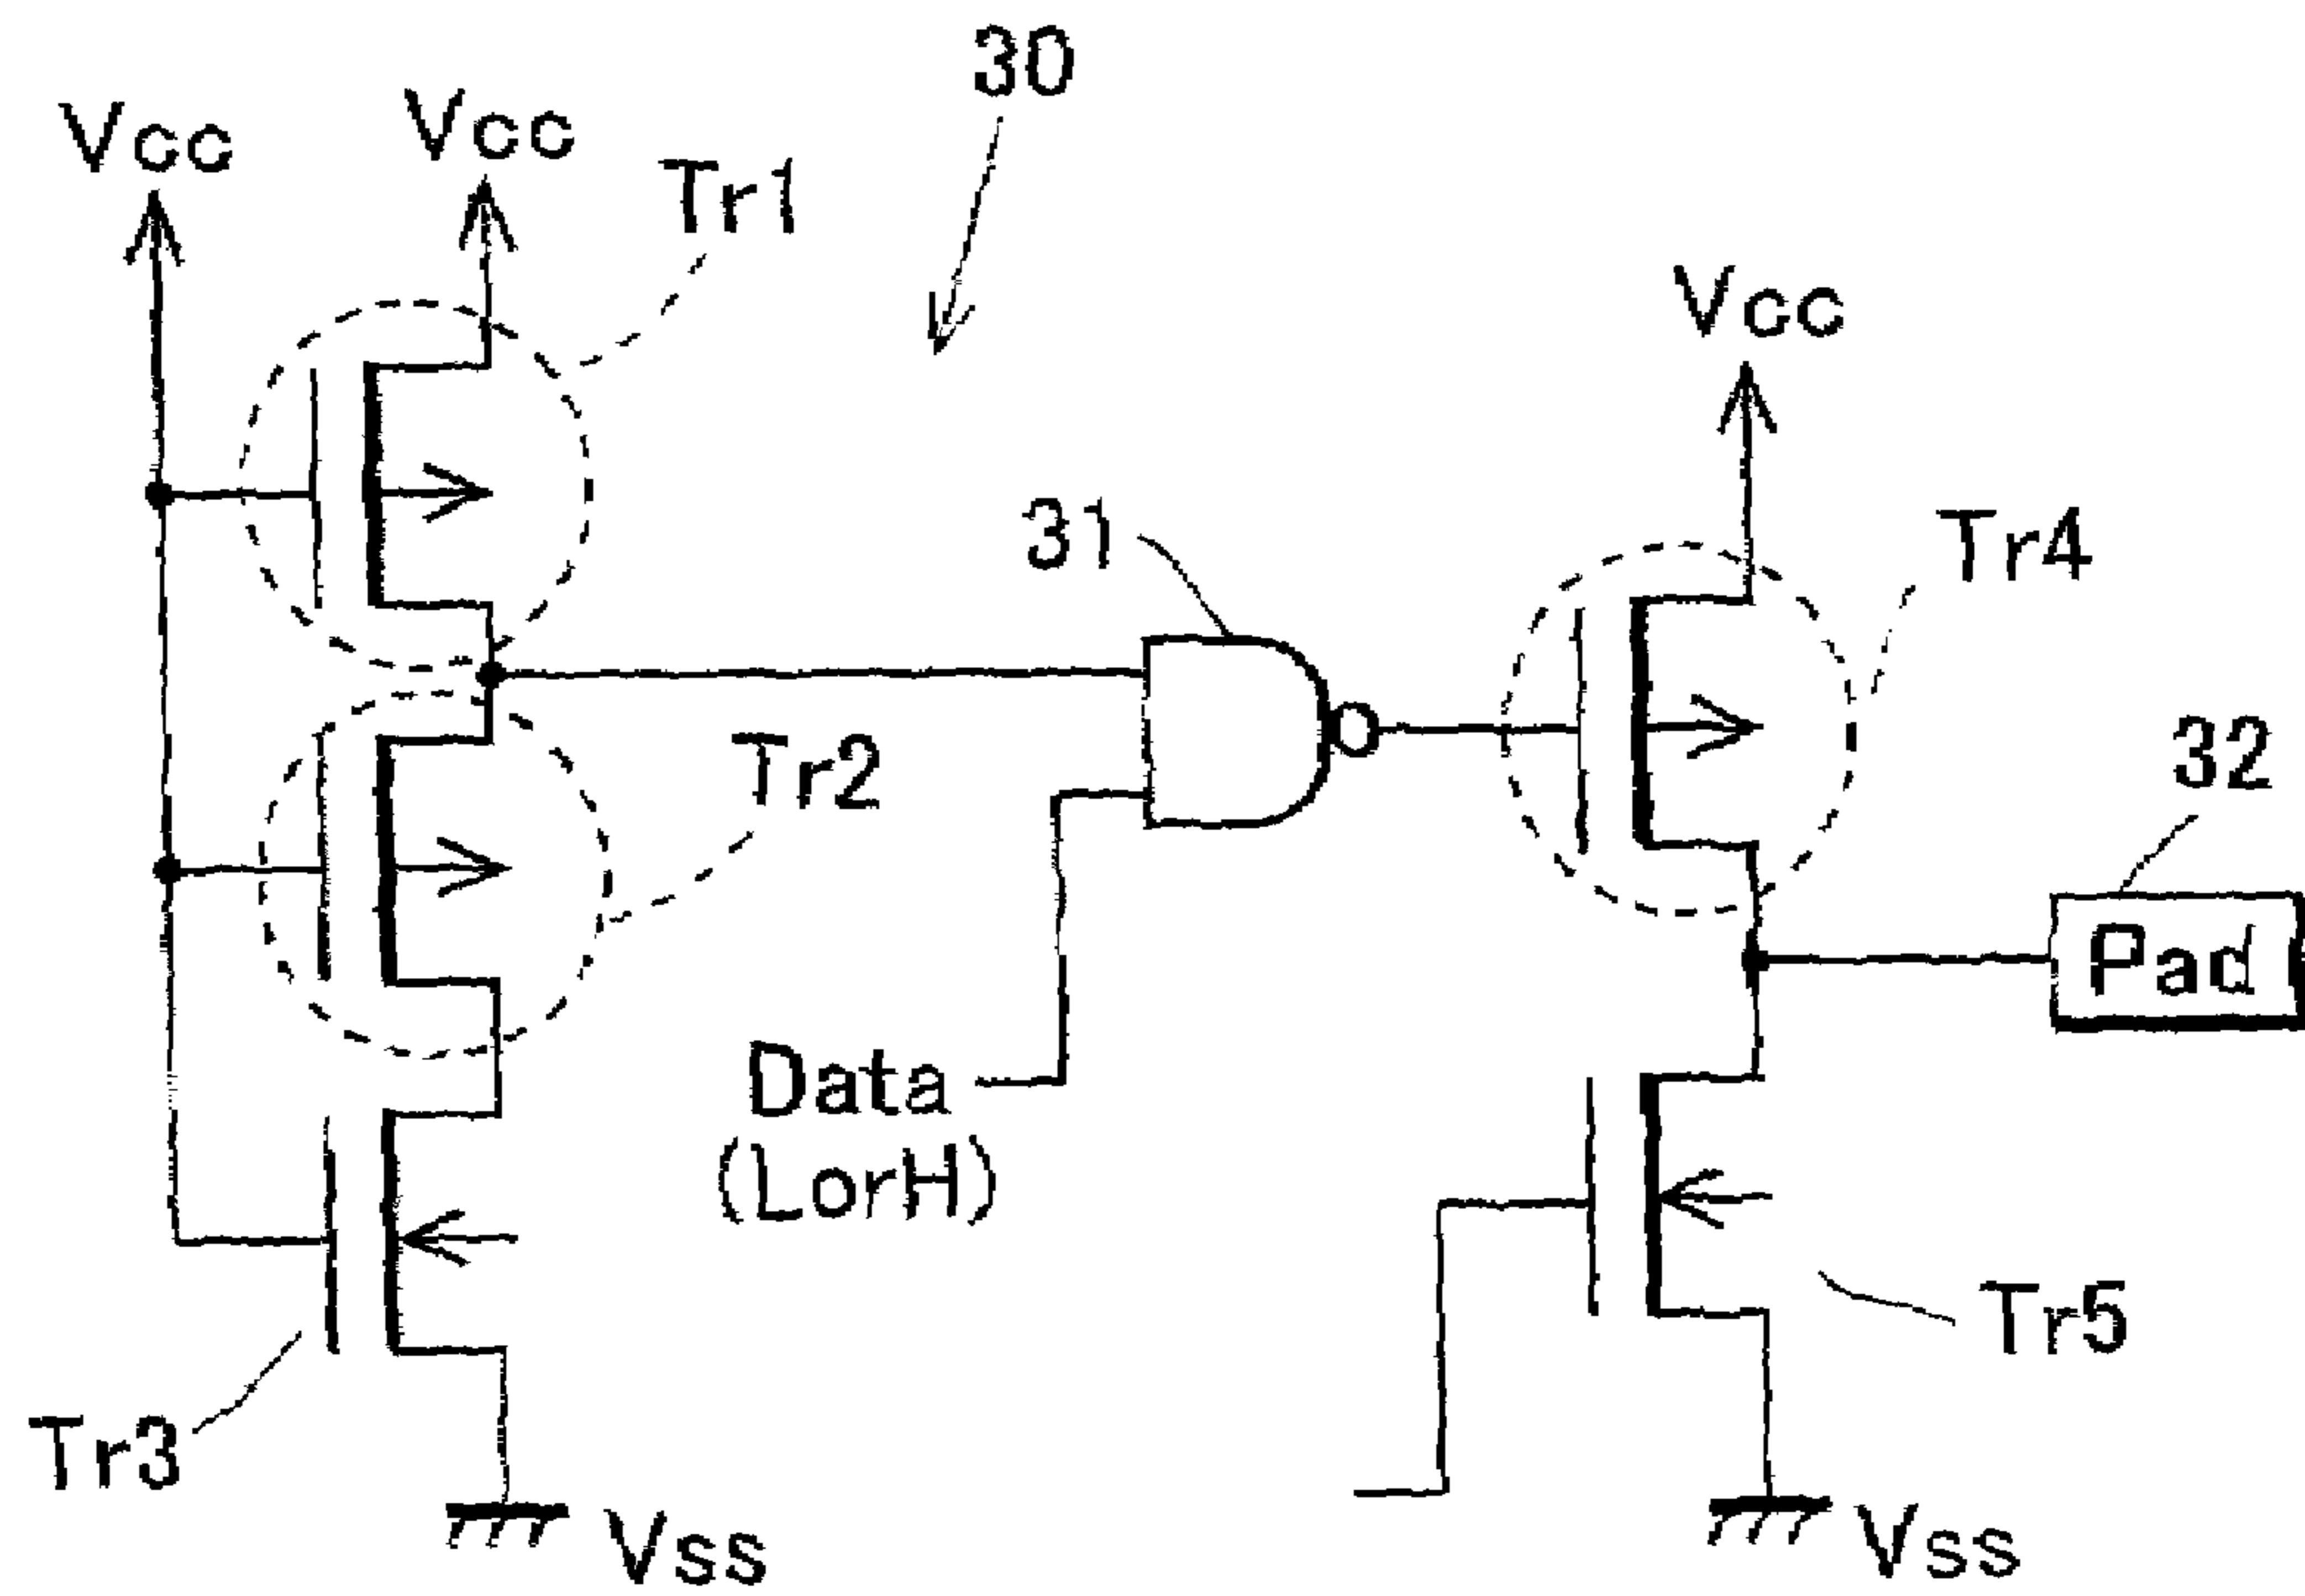 30
Vcc
Vcc
Tr1
Vcc
31
Tr4
32
Tr2
Pad
Data
(LorH)
Tr5
Tr3
Vss
Vss